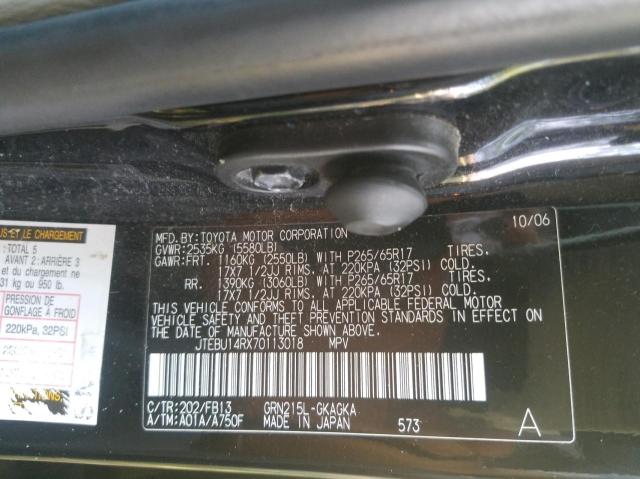 MFD. BY: TOYOTA MOTOR CORPORATION 10/06
GVWR: 2535KG (5580LB)
GAWR: FRT. 1160KG (2550LB) WITH P265/65R17 TIRES.
17X7 1/2JJ RIMS. AT 220KPA (32PSI) COLD.
RR. 1390KG (3060LB) WITH P265/65R17 TIRES.
17X7 1/2JJ RIMS. AT 220KPA (32PSI) COLD.
THIS VEHICLE CONFORMS TO ALL APPLICABLE FEDERAL MOTOR
VEHICLE SAFETY AND THEFT PREVENTION STANDARDS IN EFFECT ON
THE DATE OF MANUFACTURE SHOWN ABOVE.
JTEBU14RX70113018 MPV
C/TR: 202/FB13 GRN215L-GKAGKA
A/TM: A01A/A750F MADE IN JAPAN 573 A
US ET LE CHARGEMENT
: TOTAL 5
AVANT 2: ARRIÈRE 3
et du chargement ne
31 kg ou 950 lb.
PRESSION DE
GONFLAGE À FROID
220kPa, 32PSI